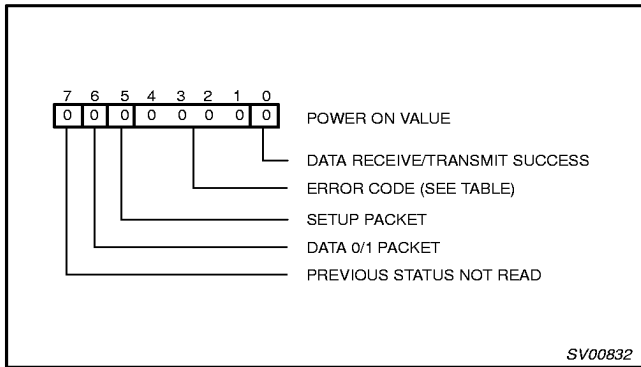 7 6 5 4 3 2 1 0
0 0 0 0 0 0 0 0 POWER ON VALUE
DATA RECEIVE/TRANSMIT SUCCESS
ERROR CODE (SEE TABLE)
SETUP PACKET
DATA 0/1 PACKET
PREVIOUS STATUS NOT READ
SV00832